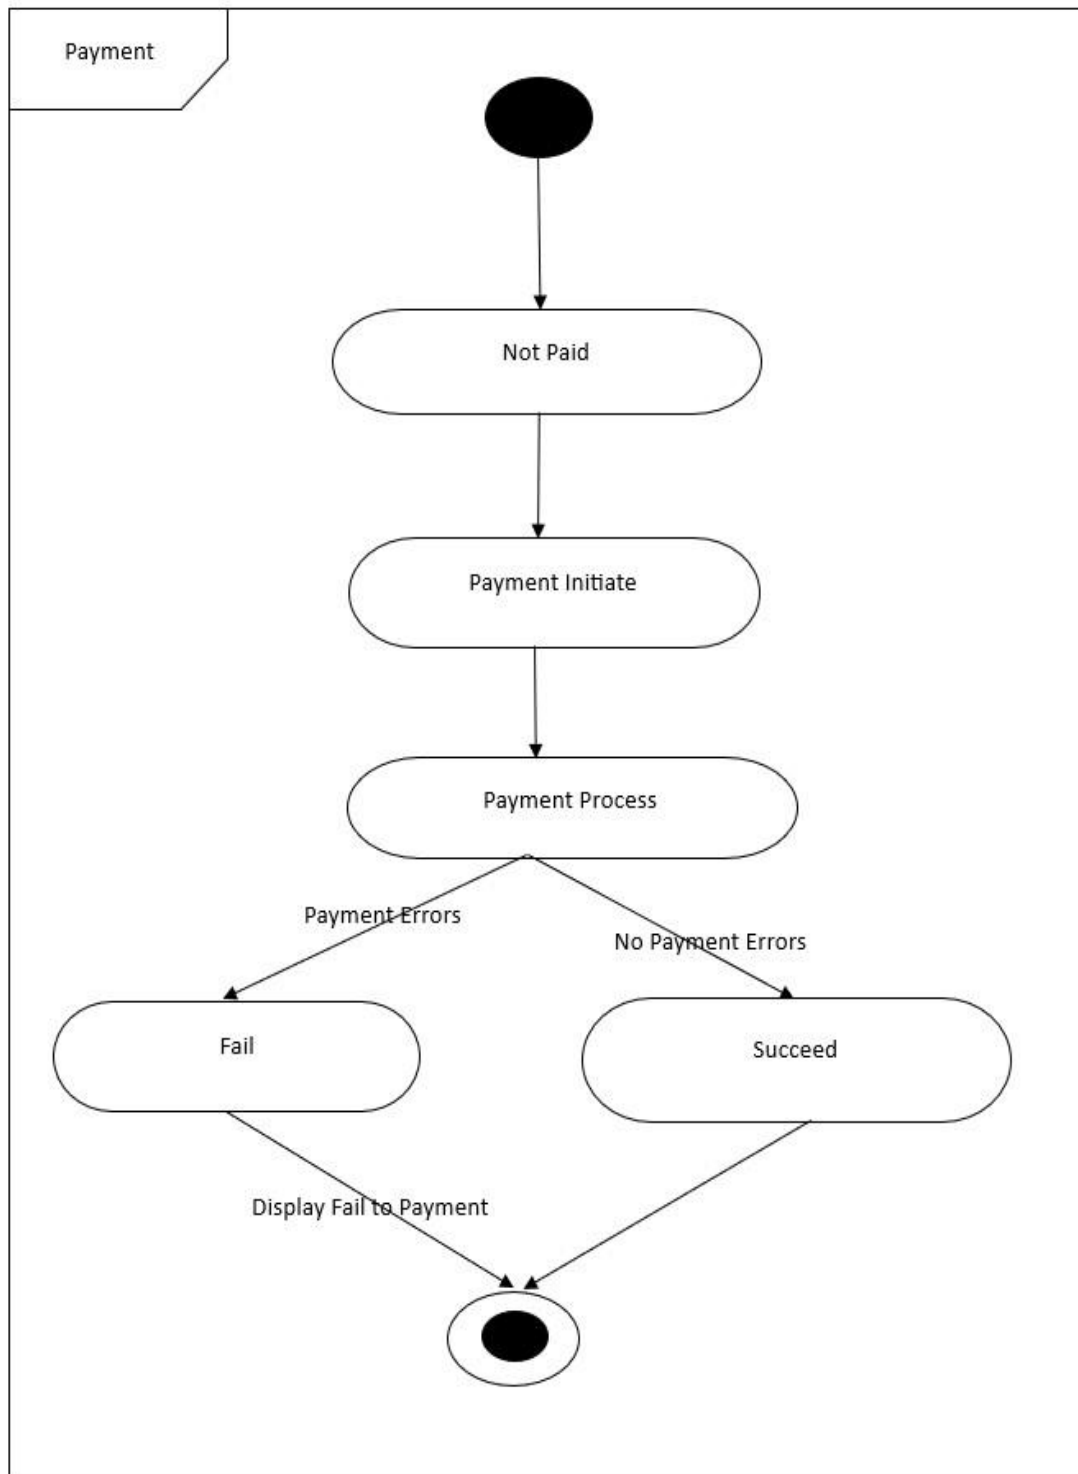 Payment
Not Paid
Payment Initiate
Payment Process
Payment Errors
No Payment Errors
Fail
Succeed
Display Fail to Payment